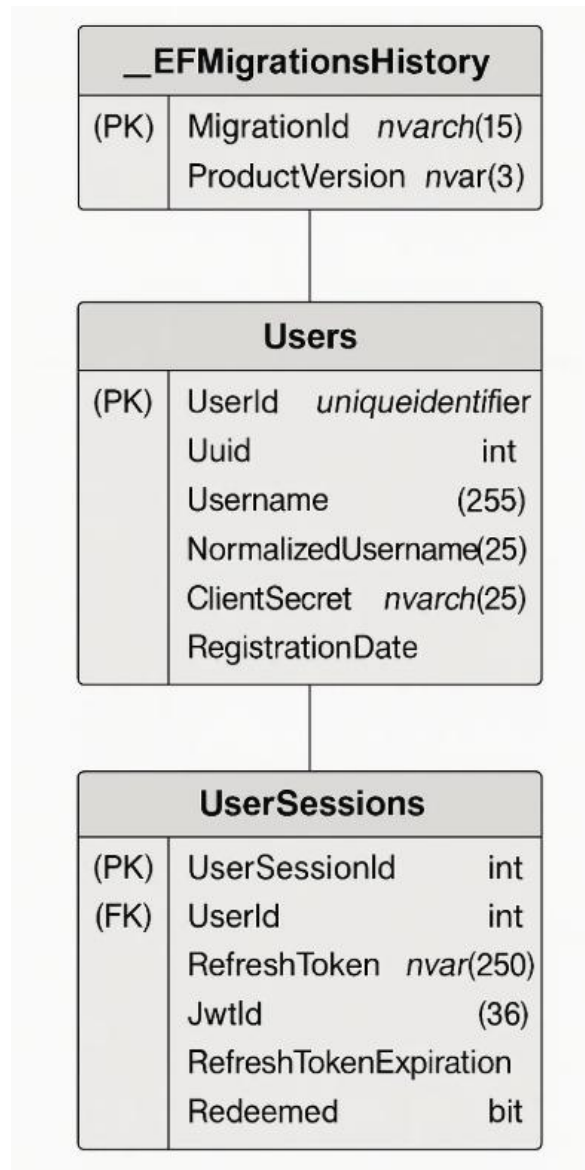 __EFMigrationsHistory
(PK) MigrationId nvarch(15)
ProductVersion nvar(3)
Users
(PK) UserId uniqueidentifier
Uuid int
Username (255)
NormalizedUsername(25)
ClientSecret nvarch(25)
RegistrationDate
UserSessions
(PK) UserSessionId int
(FK) UserId int
RefreshToken nvar(250)
JwtId (36)
RefreshTokenExpiration
Redeemed bit